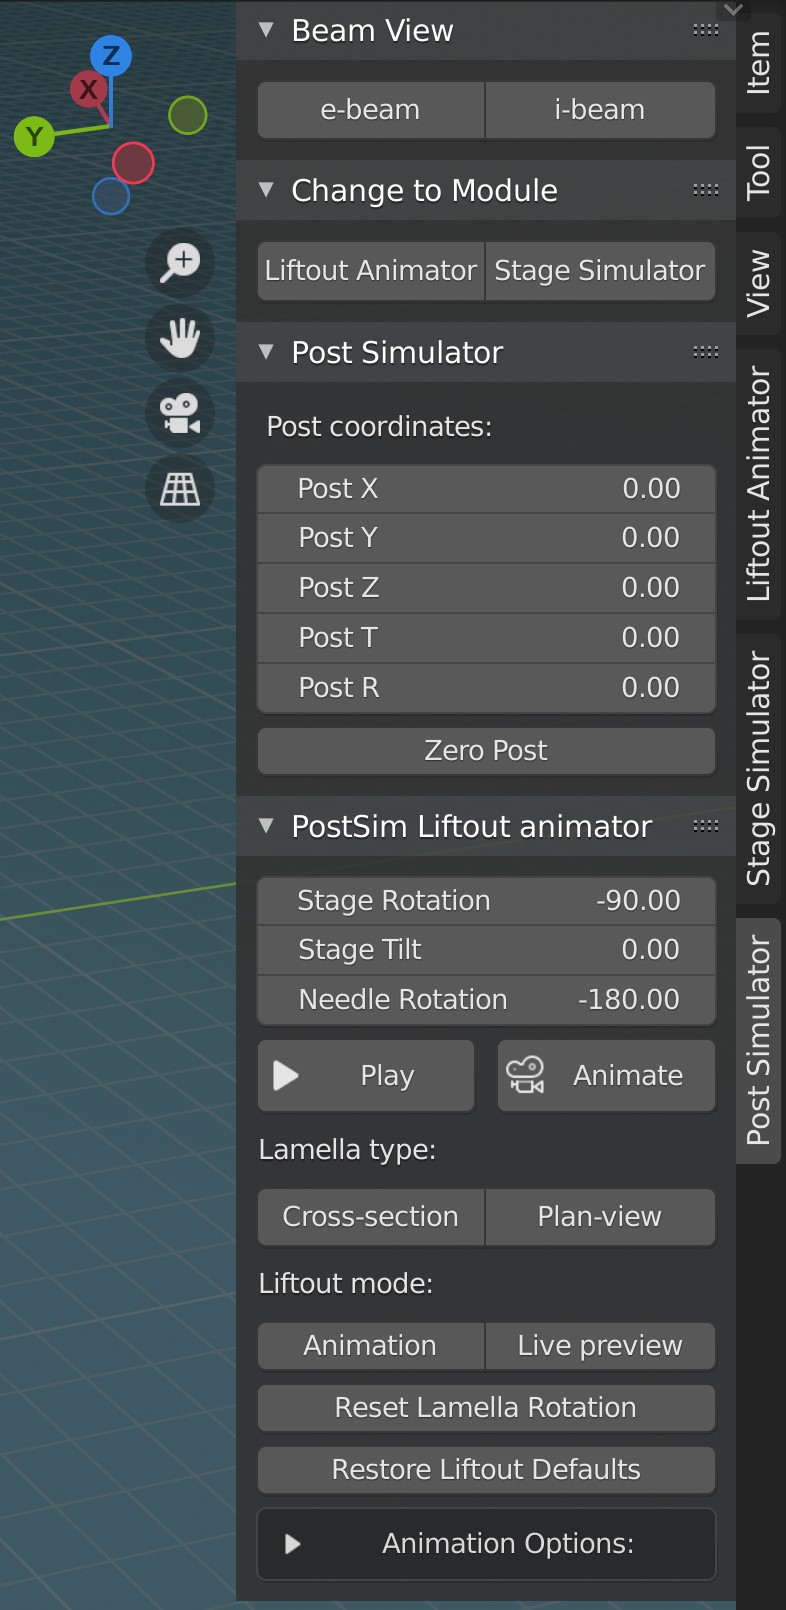 Z
X
Y
Beam View
e-beam i-beam
Change to Module
Liftout Animator Stage Simulator
Post Simulator
Post coordinates:
Post X 0.00
Post Y 0.00
Post Z 0.00
Post T 0.00
Post R 0.00
Zero Post
PostSim Liftout animator
Stage Rotation -90.00
Stage Tilt 0.00
Needle Rotation -180.00
Play Animate
Lamella type:
Cross-section Plan-view
Liftout mode:
Animation Live preview
Reset Lamella Rotation
Restore Liftout Defaults
Animation Options:
Item
Tool
View
Liftout Animator
Stage Simulator
Post Simulator